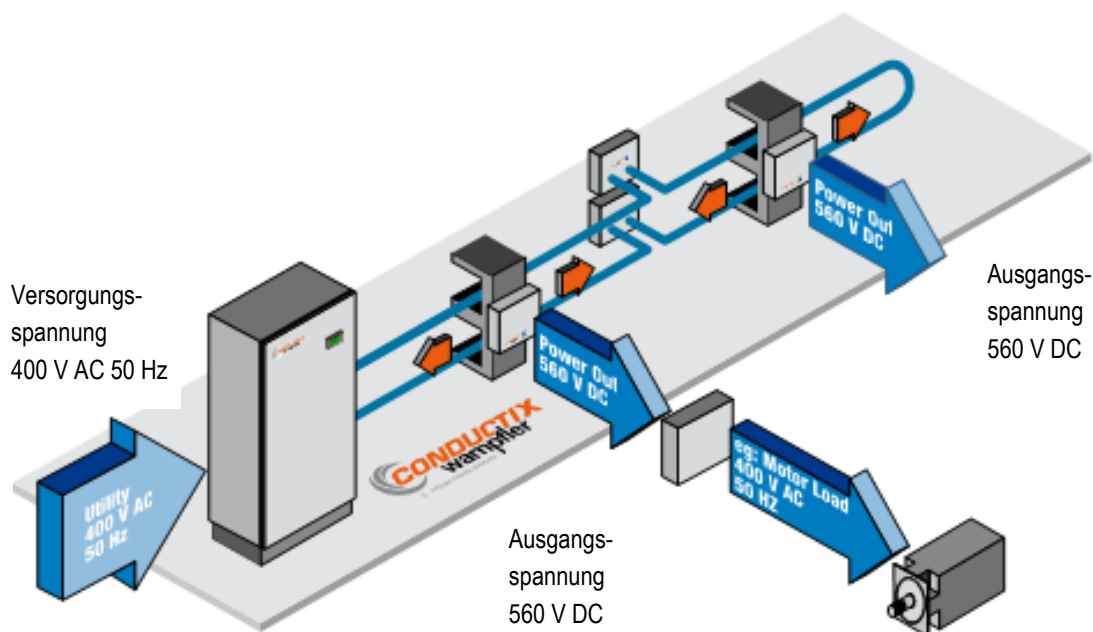 Power Out
560 V DC
Ausgangs-
spannung
560 V DC
Versorgungs-
spannung
400 V AC 50 Hz
Power Out
560 V DC
CONDUCTIX
wampfler
eg: Motor Load
400 V AC
50 HZ
Utility
400 V AC
50 Hz
Ausgangs-
spannung
560 V DC